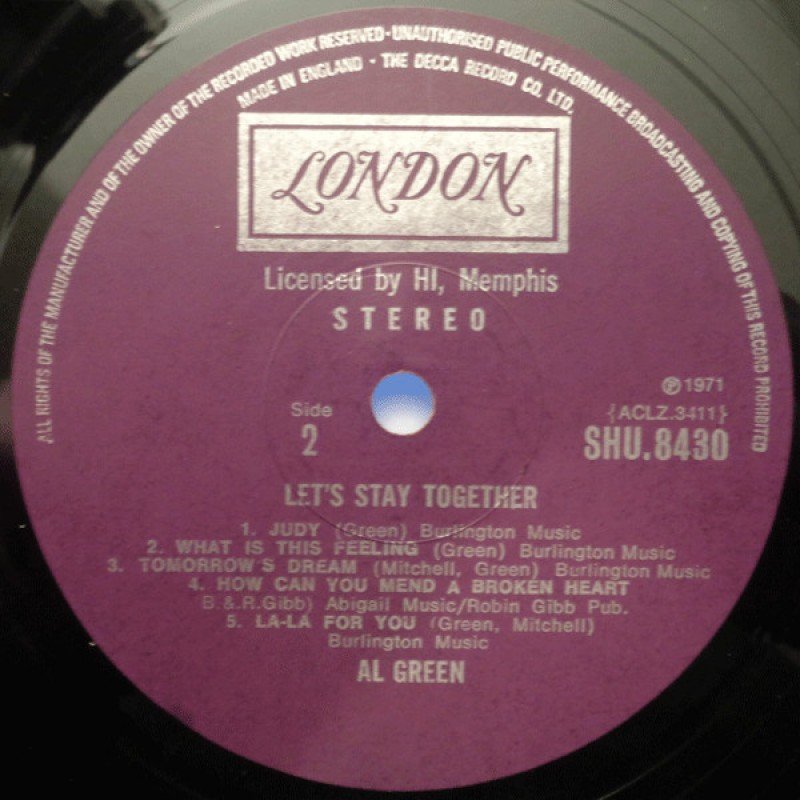 ALL RIGHTS OF THE MANUFACTURER AND OF THE OWNER OF THE RECORDED WORK RESERVED · UNAUTHORISED PUBLIC PERFORMANCE BROADCASTING AND COPYING OF THIS RECORD PROHIBITED
MADE IN ENGLAND · THE DECCA RECORD CO. LTD.
LONDON
Licensed by HI, Memphis
STEREO
℗1971
Side
{ACLZ.3411}
2
SHU.8430
LET'S STAY TOGETHER
1. JUDY (Green) Burlington Music
2. WHAT IS THIS FEELING (Green) Burlington Music
3. TOMORROW'S DREAM (Mitchell, Green) Burlington Music
4. HOW CAN YOU MEND A BROKEN HEART
B.&R.Gibb) Abigail Music/Robin Gibb Pub.
5. LA-LA FOR YOU (Green, Mitchell)
Burlington Music
AL GREEN